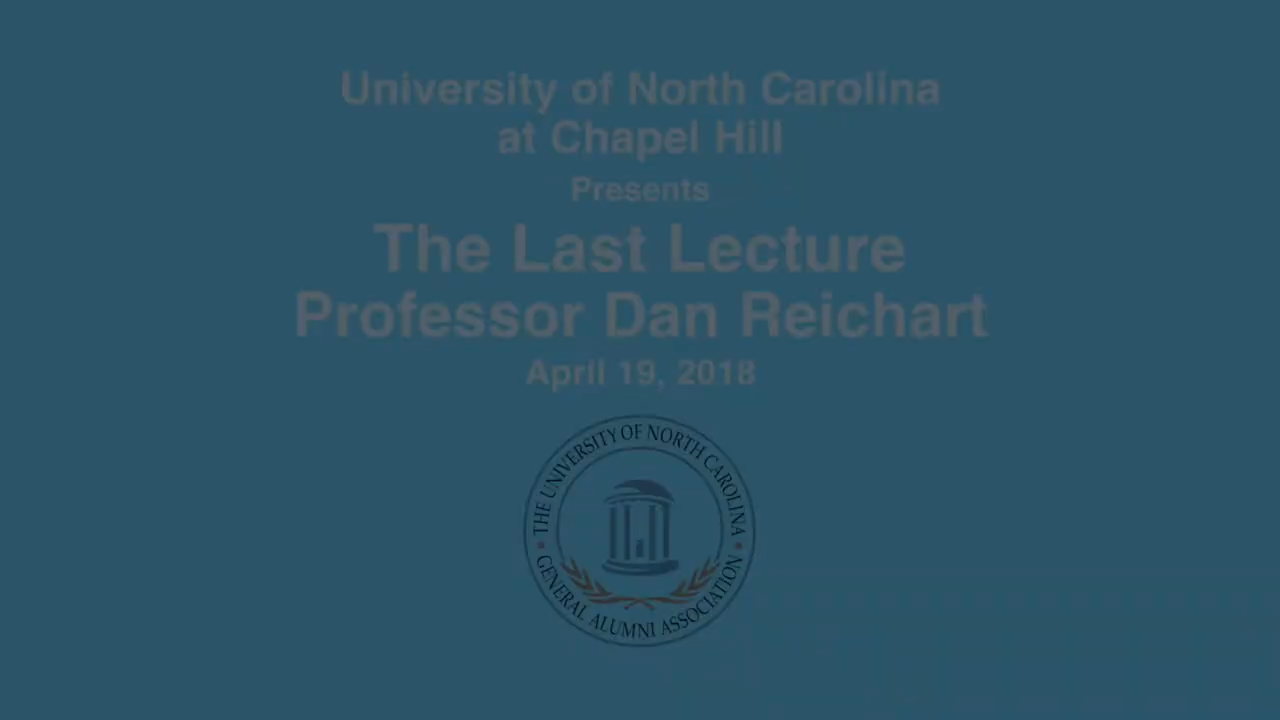 University of North Carolina
at Chapel Hill
Presents
The Last Lecture
Professor Dan Reichart
April 19, 2018
THE UNIVERSITY OF NORTH CAROLINA
GENERAL ALUMNI ASSOCIATION